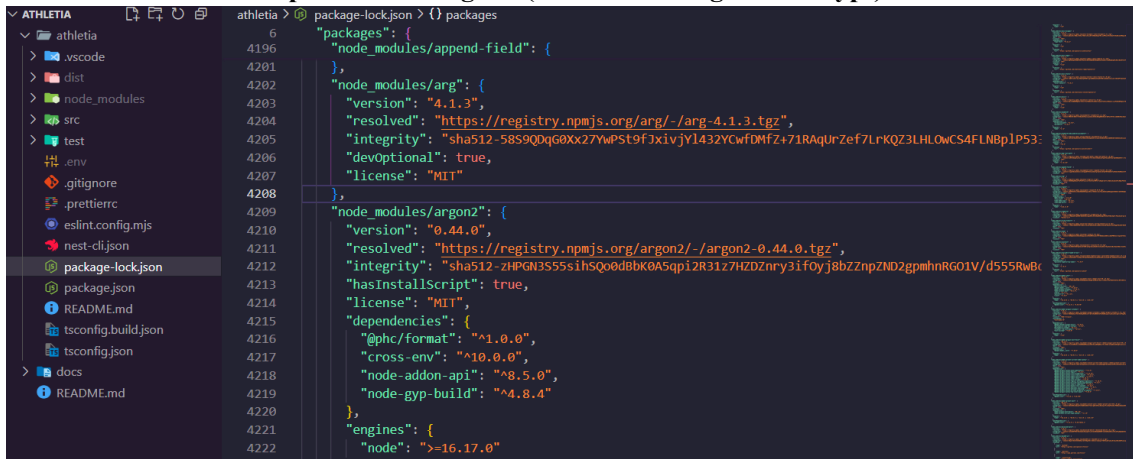 ATHLETIA
athletia
.vscode
dist
node_modules
src
test
.env
.gitignore
.prettierrc
eslint.config.mjs
nest-cli.json
package-lock.json
package.json
README.md
tsconfig.build.json
tsconfig.json
docs
README.md
athletia > package-lock.json > {} packages
6 "packages": {
4196 "node_modules/append-field": {
4201 },
4202 "node_modules/arg": {
4203 "version": "4.1.3",
4204 "resolved": "https://registry.npmjs.org/arg/-/arg-4.1.3.tgz",
4205 "integrity":
4206 "devOptional": true,
4207 "license": "MIT"
4208 },
4209 "node_modules/argon2": {
4210 "version": "0.44.0",
4211 "resolved": "https://registry.npmjs.org/argon2/-/argon2-0.44.0.tgz",
4212 "integrity":
4213 "hasInstallScript": true,
4214 "license": "MIT",
4215 "dependencies": {
4216 "@phc/format": "^1.0.0",
4217 "cross-env": "^10.0.0",
4218 "node-addon-api": "^8.5.0",
4219 "node-gyp-build": "^4.8.4"
4220 },
4221 "engines": {
4222 "node": ">=16.17.0"